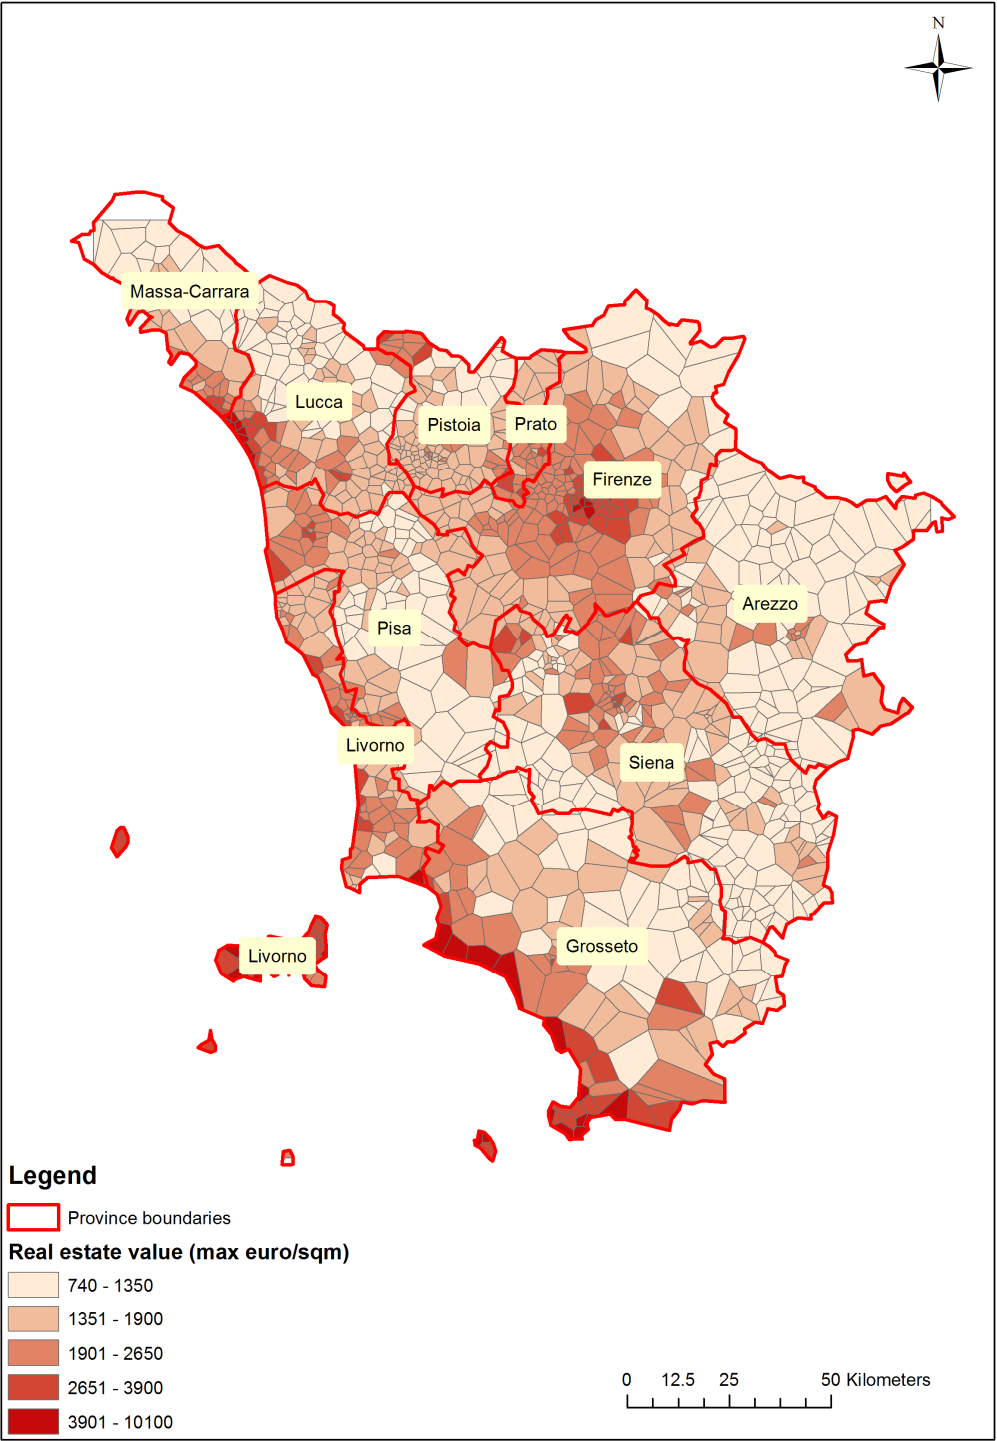 N
Massa-Carrara
Lucca
Pistoia
Prato
Firenze
Arezzo
Pisa
Livorno
Siena
Grosseto
Livorno
Legend
Province boundaries
Real estate value (max euro/sqm)
740 - 1350
1351 - 1900
1901 - 2650
2651 - 3900
3901 - 10100
0 12.5 25 50 Kilometers